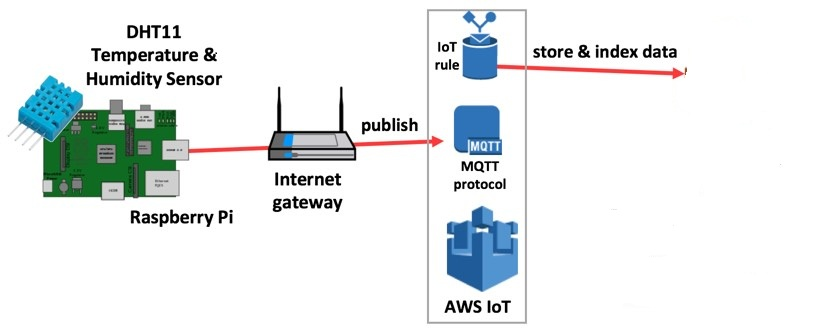 DHT11
Temperature &
Humidity Sensor
Raspberry Pi
Internet
gateway
publish
IoT
rule
store & index data
MQTT
MQTT
protocol
AWS IoT